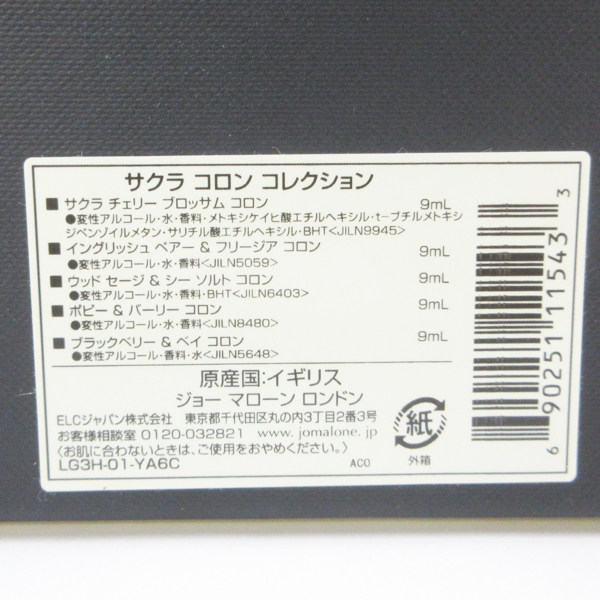 サクラ コロン コレクション
■ サクラ チェリー ブロッサム コロン 9mL
●変性アルコール・水・香料・メトキシケイヒ酸エチルヘキシル・t-ブチルメトキシ
ジベンゾイルメタン・サリチル酸エチルヘキシル・BHT<JILN9945>
■ イングリッシュ ペアー & フリージア コロン 9mL
●変性アルコール・水・香料<JILN5059>
■ ウッド セージ & シー ソルト コロン 9mL
●変性アルコール・水・香料・BHT<JILN6403>
■ ポピー & バーリー コロン 9mL
●変性アルコール・水・香料<JILN8480>
■ ブラックベリー & ベイ コロン 9mL
●変性アルコール・香料・水<JILN5648>
原産国:イギリス
ジョー マローン ロンドン
ELCジャパン株式会社 東京都千代田区丸の内3丁目2番3号
お客様相談室 0120-032821 www.jomalone.jp
〈お肌に合わないときは、ご使用をおやめください。〉
LG3H-01-YA6C ACO
紙
外箱
6 90251 11543 3